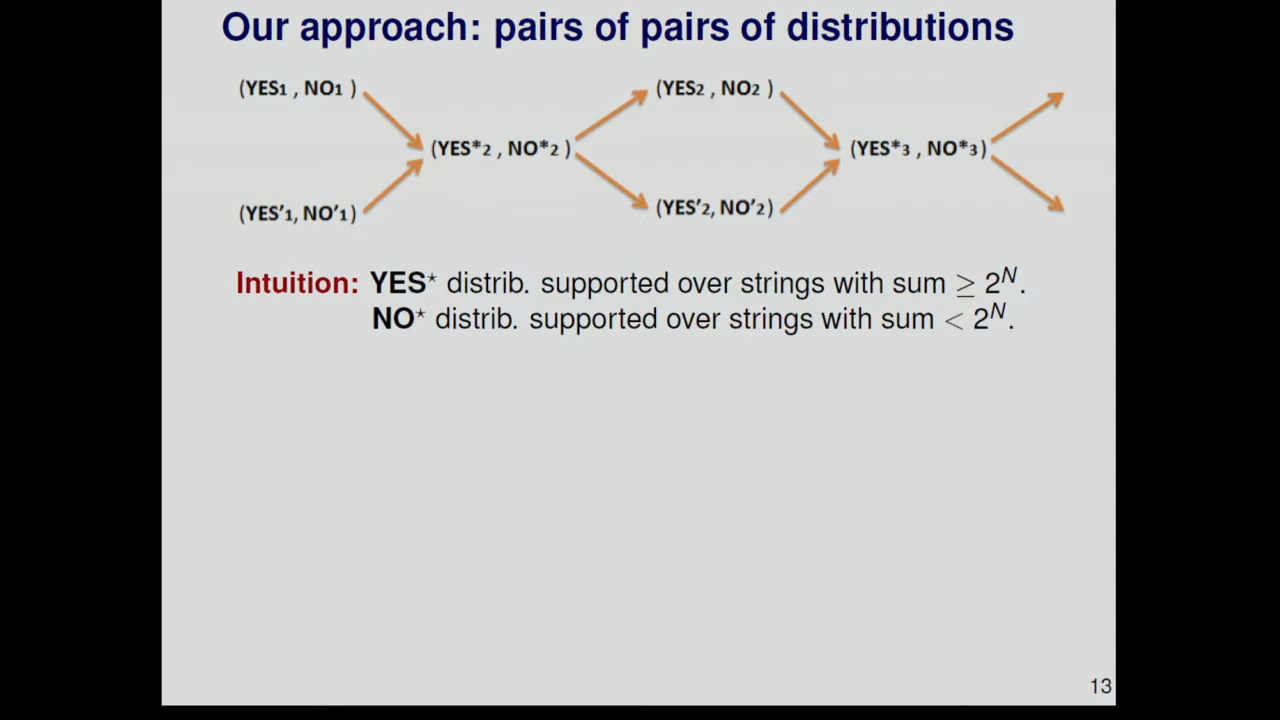 Our approach: pairs of pairs of distributions
(YES₁ , NO₁ )
(YES₂ , NO₂ )
(YES*₂ , NO*₂ )
(YES*₃ , NO*₃)
(YES'₁, NO'₁)
(YES'₂, NO'₂)
Intuition: YES⋆ distrib. supported over strings with sum ≥ 2ᴺ.
NO⋆ distrib. supported over strings with sum < 2ᴺ.
13